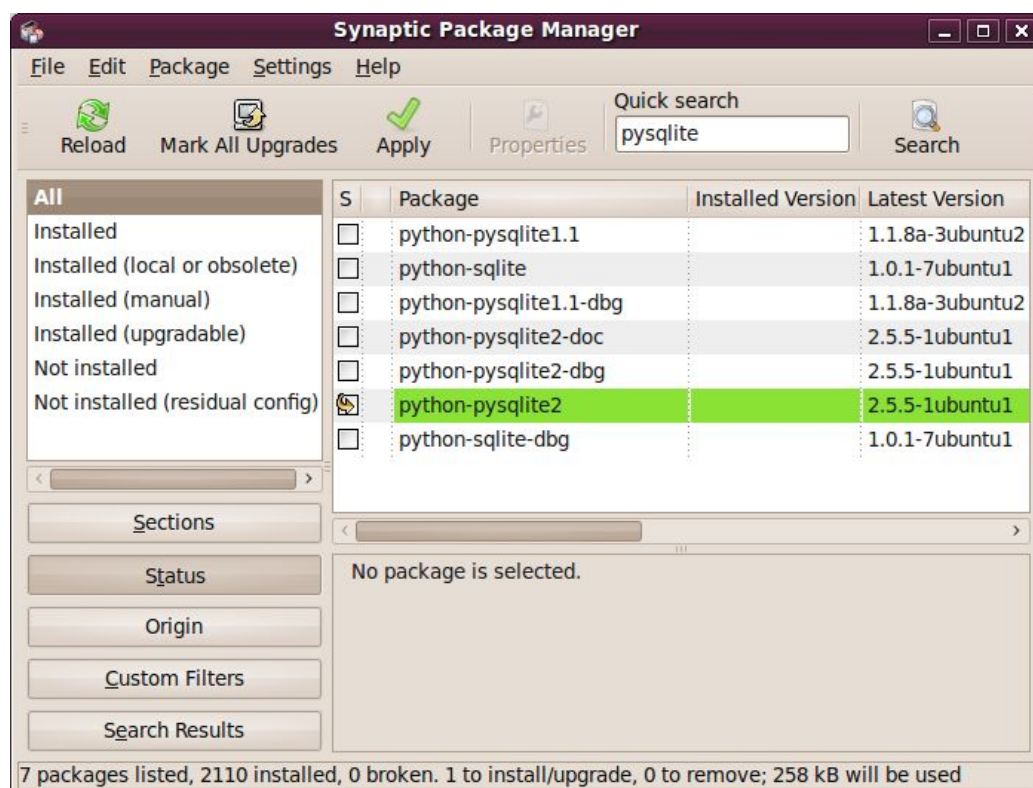 Synaptic Package Manager
File Edit Package Settings Help
Reload Mark All Upgrades Apply Properties Quick search pysqlite Search
All
Installed
Installed (local or obsolete)
Installed (manual)
Installed (upgradable)
Not installed
Not installed (residual config)
S Package Installed Version Latest Version
python-pysqlite1.1 1.1.8a-3ubuntu2
python-sqlite 1.0.1-7ubuntu1
python-pysqlite1.1-dbg 1.1.8a-3ubuntu2
python-pysqlite2-doc 2.5.5-1ubuntu1
python-pysqlite2-dbg 2.5.5-1ubuntu1
python-pysqlite2 2.5.5-1ubuntu1
python-sqlite-dbg 1.0.1-7ubuntu1
Sections
Status
Origin
Custom Filters
Search Results
No package is selected.
7 packages listed, 2110 installed, 0 broken. 1 to install/upgrade, 0 to remove; 258 kB will be used